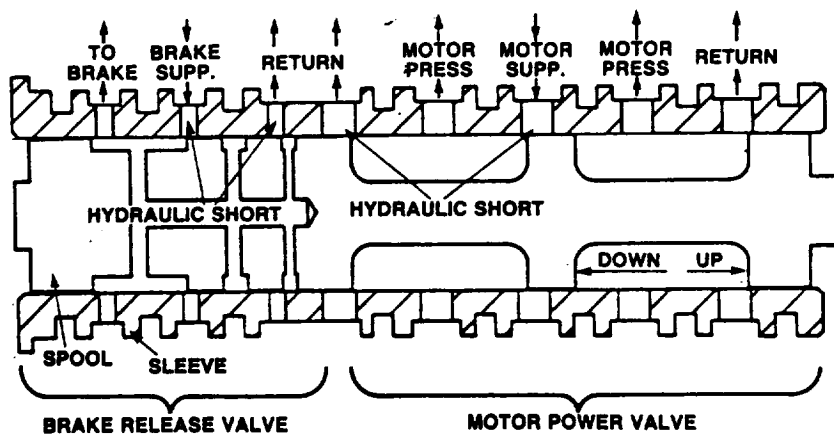 TO
BRAKE
BRAKE
SUPP.
RETURN
MOTOR
PRESS
MOTOR
SUPP.
MOTOR
PRESS
RETURN
HYDRAULIC SHORT
HYDRAULIC SHORT
DOWN UP
SPOOL
SLEEVE
BRAKE RELEASE VALVE
MOTOR POWER VALVE